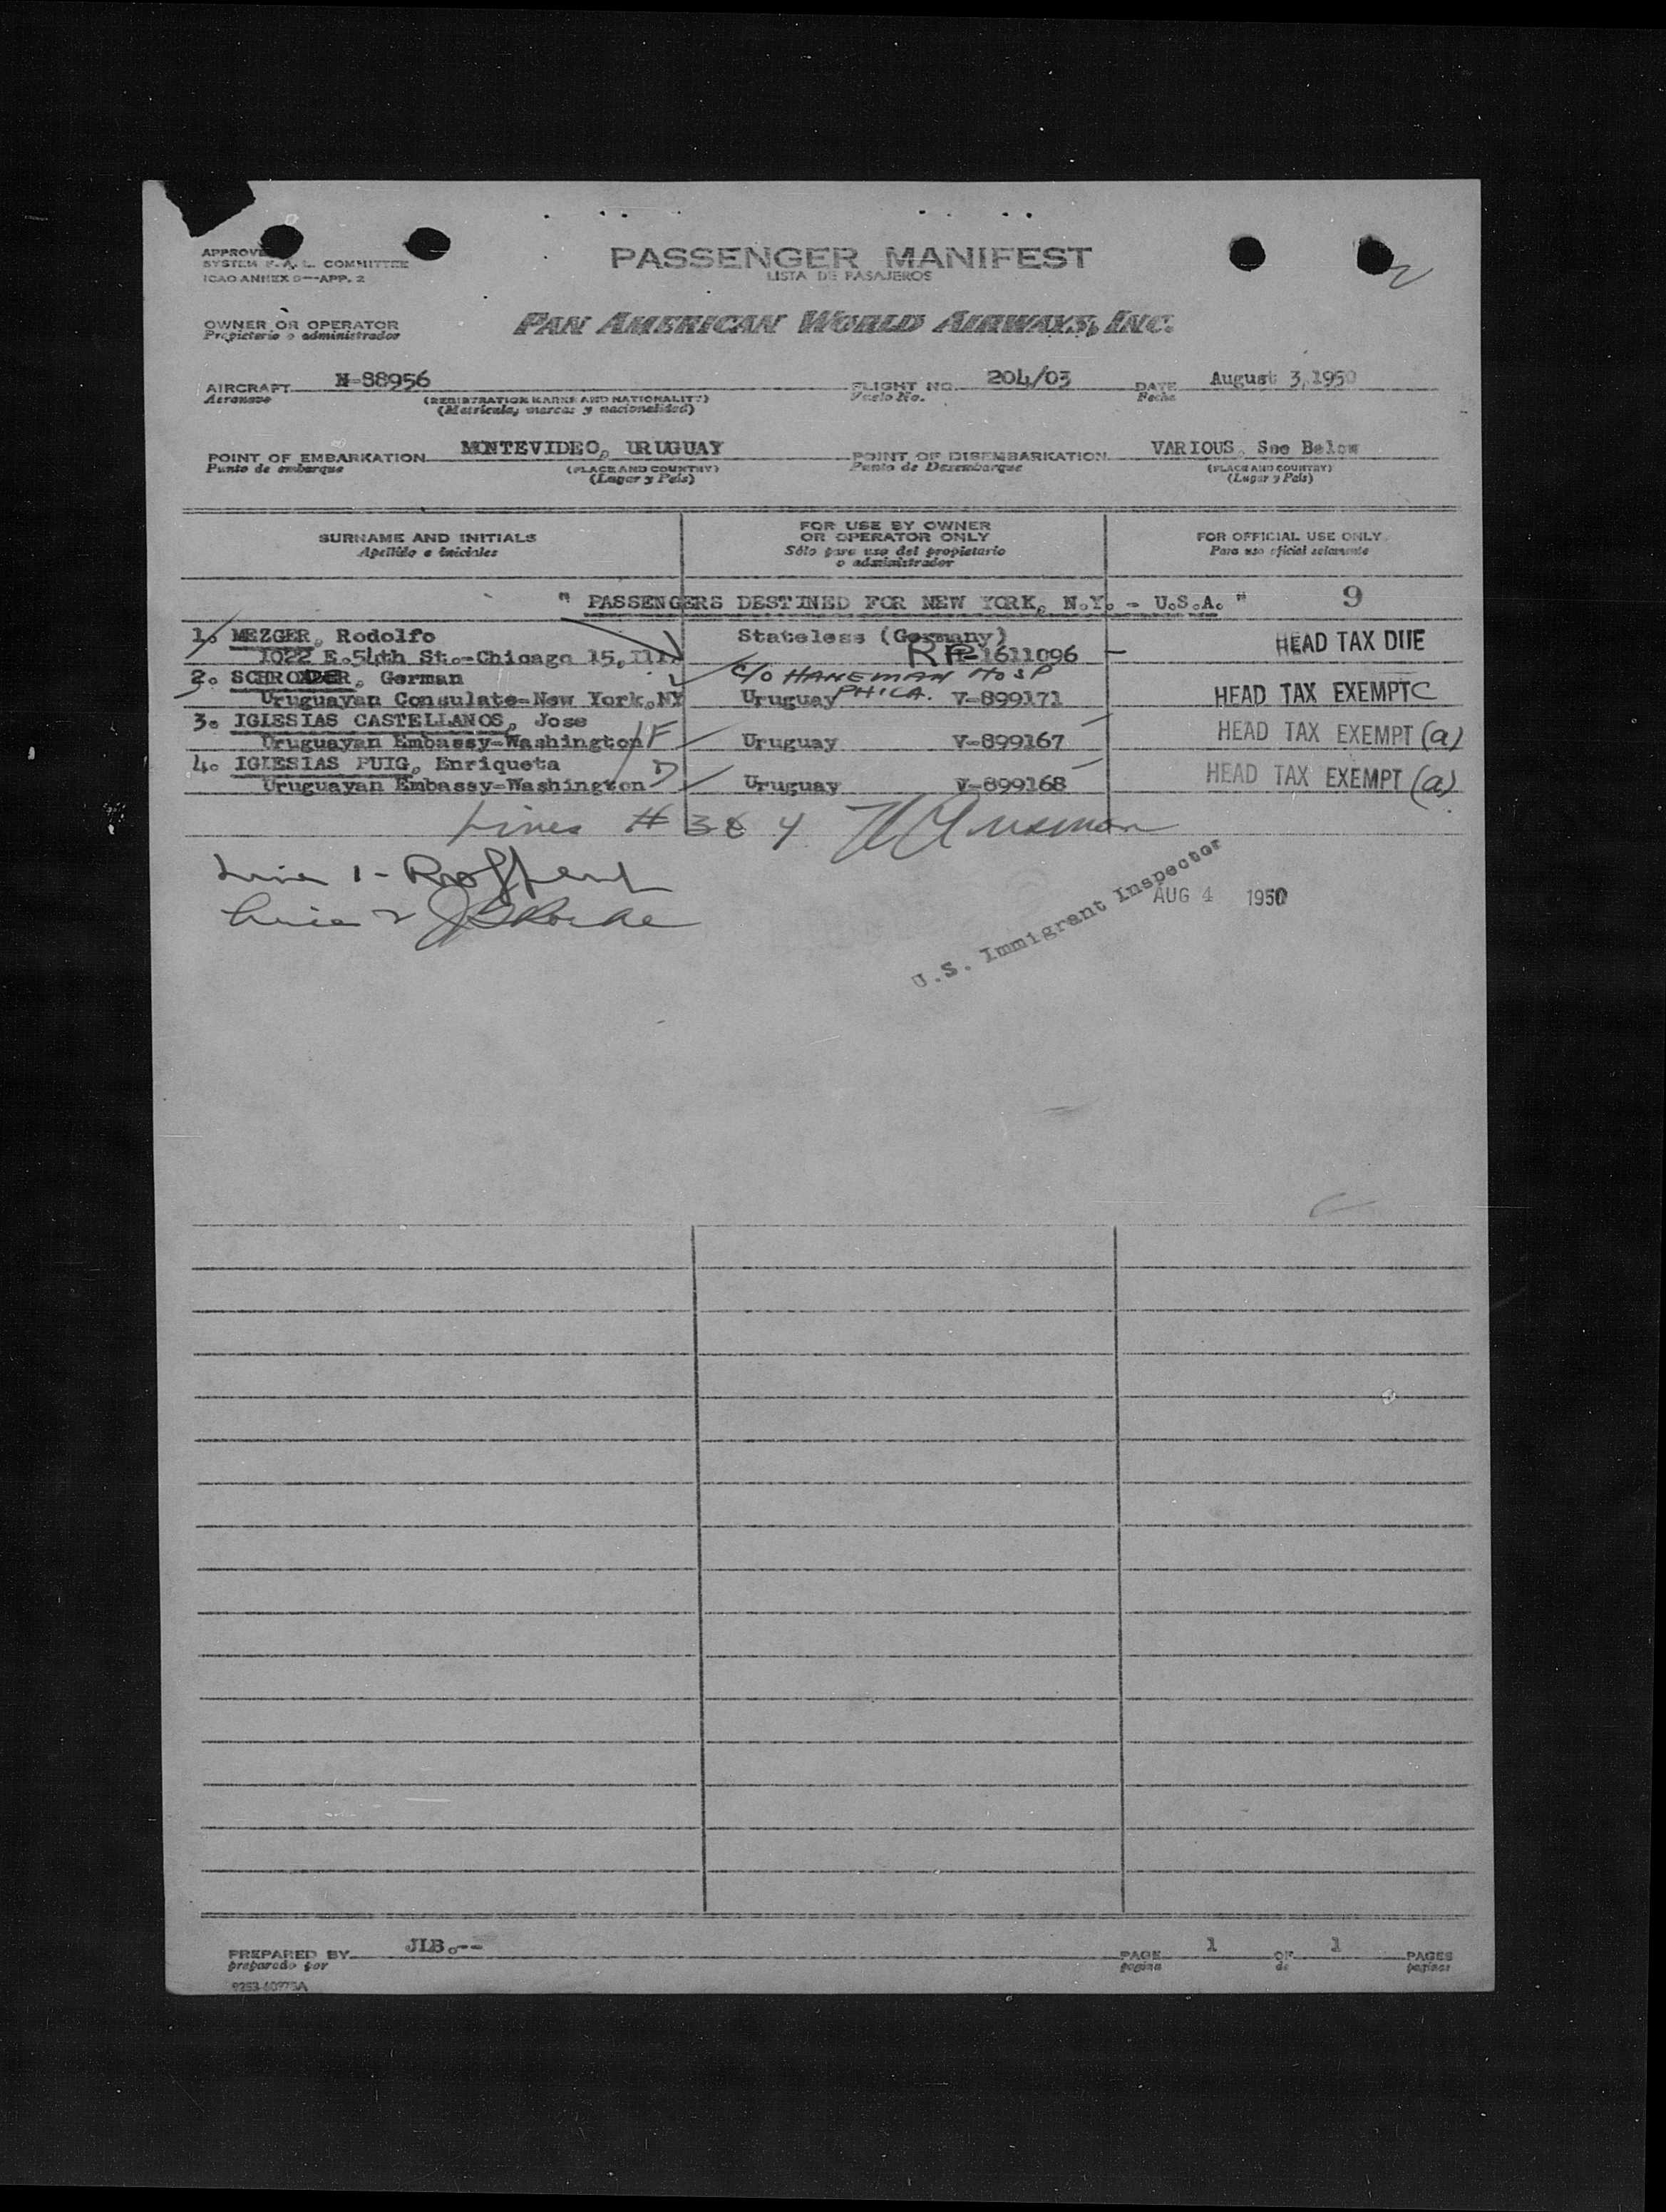 APPROVE
SYSTEM F. A. L. COMMITTEE
ICAO ANNEX 9—APP. 2
PASSENGER MANIFEST
LISTA DE PASAJEROS
OWNER OR OPERATOR
Propietario o administrador
PAN AMERICAN WORLD AIRWAYS, INC.
AIRCRAFT N-88956 FLIGHT NO. 204/03 DATE August 3, 1950
Aeronave (REGISTRATION MARKS AND NATIONALITY) Vuelo No. Fecha
(Matrícula, marcas y nacionalidad)
POINT OF EMBARKATION MONTEVIDEO, URUGUAY POINT OF DISEMBARKATION VARIOUS, See Below
Punto de embarque (PLACE AND COUNTRY) Punto de Desembarque (PLACE AND COUNTRY)
(Lugar y País) (Lugar y País)
SURNAME AND INITIALS FOR USE BY OWNER OR OPERATOR ONLY FOR OFFICIAL USE ONLY
Apellido e iniciales Sólo para uso del propietario o administrador Para uso oficial solamente
" PASSENGERS DESTINED FOR NEW YORK, N.Y. - U.S.A. " 9
1. MEZGER, Rodolfo Stateless (Germany) HEAD TAX DUE
1022 E.54th St.-Chicago 15, Ill. RP-1611096
2. SCHROEDER, German C/O HANEMAN HOSP
Uruguayan Consulate-New York, NY Uruguay PHILA. V-899171 HEAD TAX EXEMPT C
3. IGLESIAS CASTELLANOS, Jose
Uruguayan Embassy-Washington F Uruguay V-899167 HEAD TAX EXEMPT (a)
4. IGLESIAS PUIG, Enriqueta
Uruguayan Embassy-Washington D Uruguay V-899168 HEAD TAX EXEMPT (a)
Lines # 3 & 4
Line 1 -
Line 2
U.S. Immigrant Inspector
AUG 4 1950
PREPARED BY JLB.-- PAGE 1 OF 1 PAGES
preparado por pagina de paginas